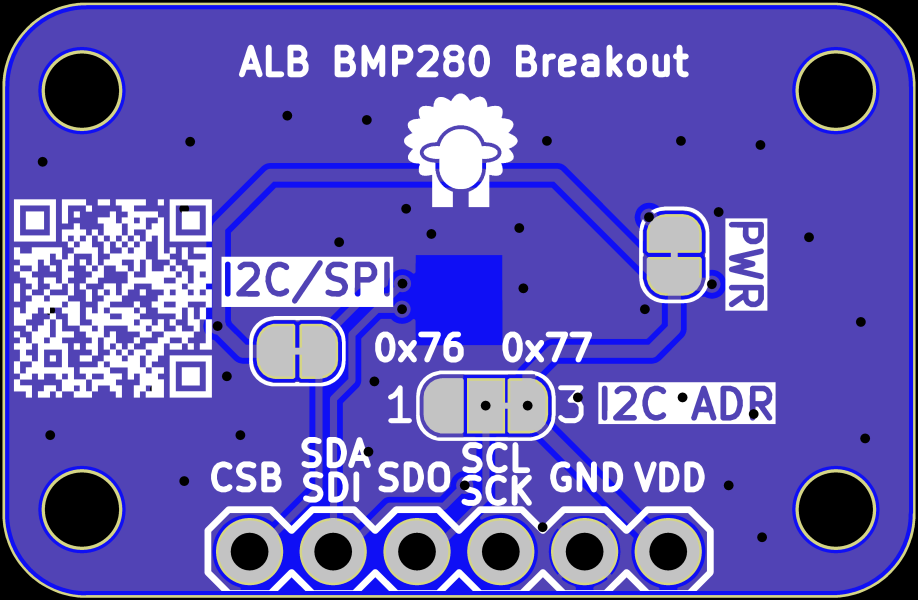 ALB BMP280 Breakout
PWR
I2C/SPI
0x76 0x77
1 3 I2C ADR
SDA SCL
CSB SDI SDO SCK GND VDD